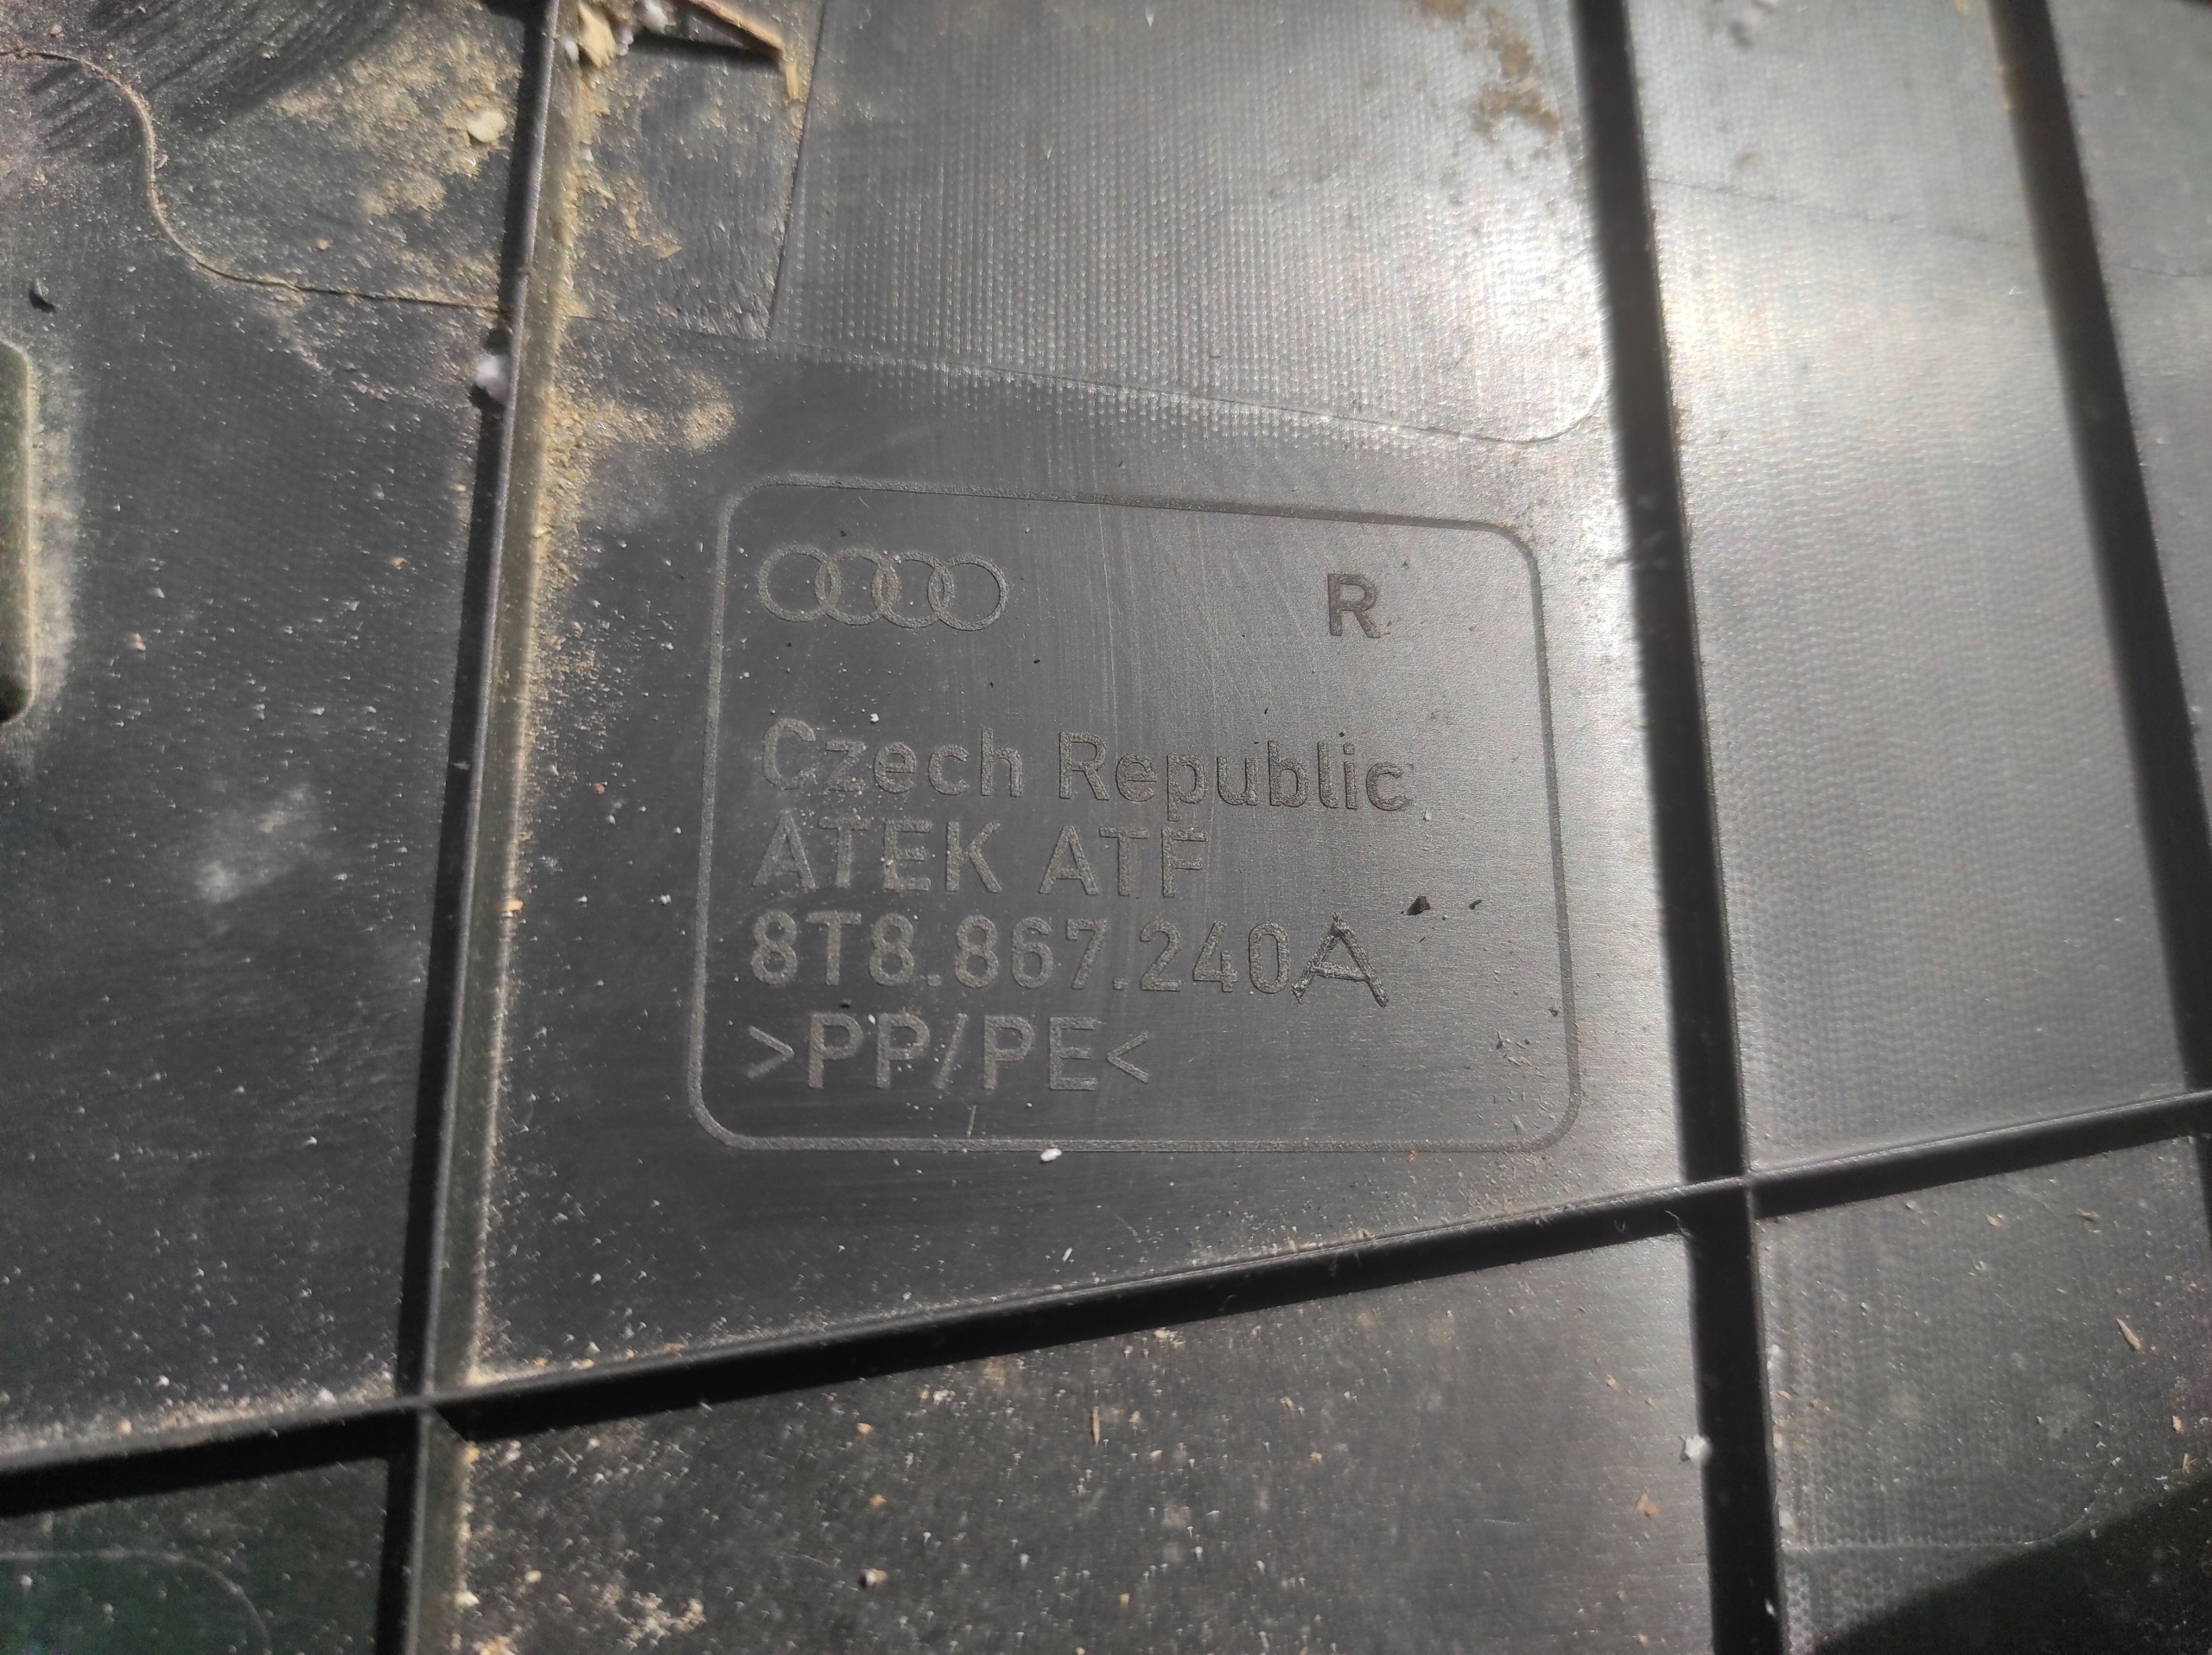 R
Czech Republic
ATEK ATF
8T8.867.240A
>PP/PE<